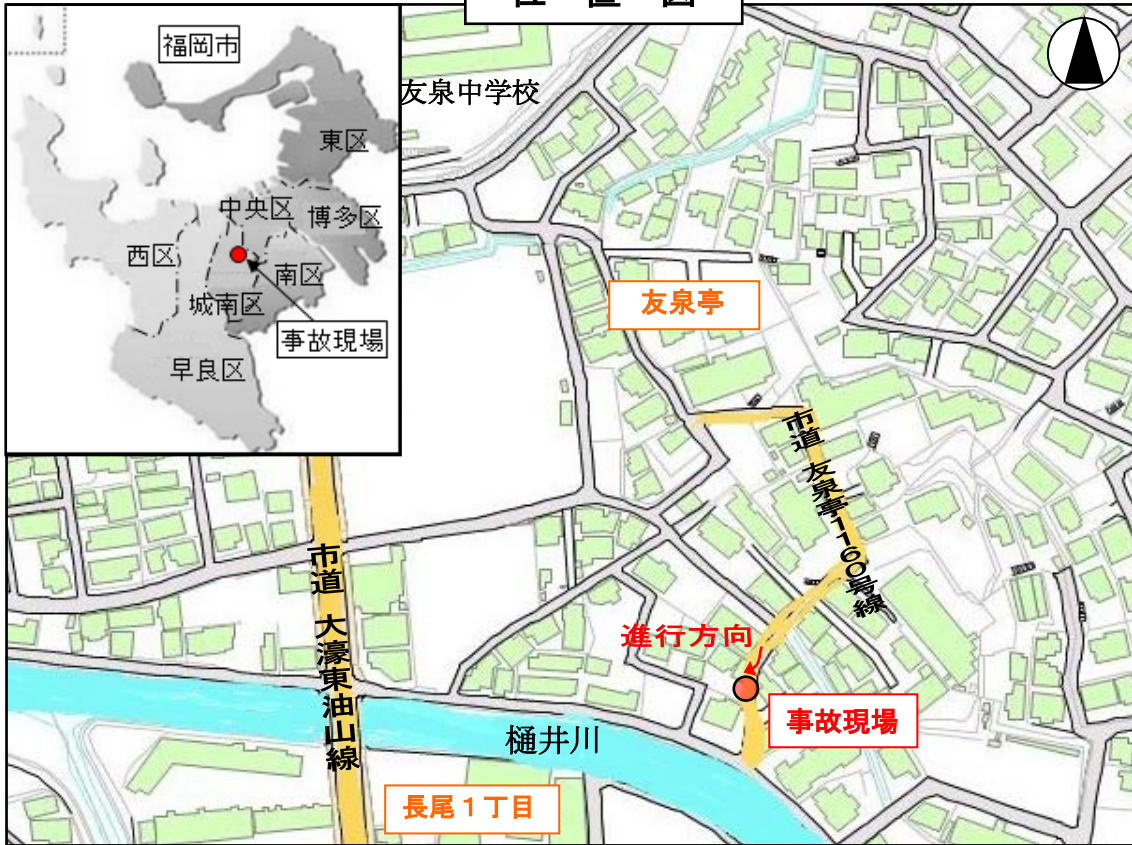 位置図
福岡市
友泉中学校
東区
中央区
博多区
西区
南区
城南区
事故現場
早良区
友泉亭
市道 友泉亭1160号線
市道 大濠東油山線
進行方向
事故現場
樋井川
長尾1丁目